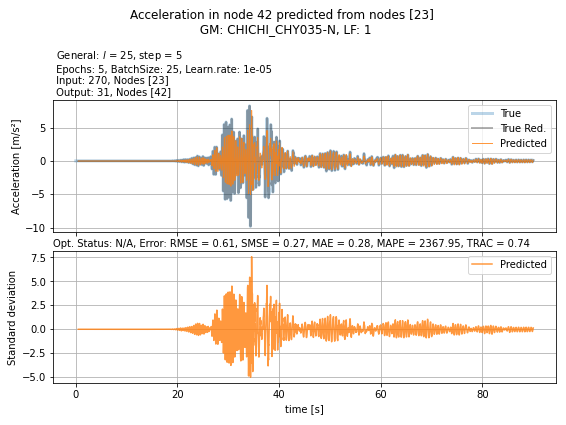 Acceleration in node 42 predicted from nodes [23]
GM: CHICHI_CHY035-N, LF: 1
General: l = 25, step = 5
Epochs: 5, BatchSize: 25, Learn.rate: 1e-05
Input: 270, Nodes [23]
Output: 31, Nodes [42]
True
True Red.
Predicted
Acceleration [m/s²]
5
0
−5
−10
Opt. Status: N/A, Error: RMSE = 0.61, SMSE = 0.27, MAE = 0.28, MAPE = 2367.95, TRAC = 0.74
Predicted
Standard deviation
7.5
5.0
2.5
0.0
−2.5
−5.0
0 20 40 60 80
time [s]